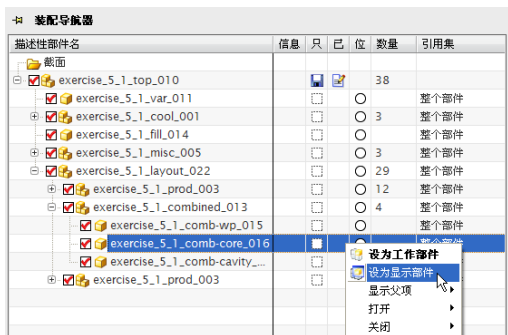 装配导航器
描述性部件名 信息 只 已 位 数量 引用集
截面
exercise_5_1_top_010 38
exercise_5_1_var_011 整个部件
exercise_5_1_cool_001 3 整个部件
exercise_5_1_fill_014 整个部件
exercise_5_1_misc_005 3 整个部件
exercise_5_1_layout_022 29 整个部件
exercise_5_1_prod_003 12 整个部件
exercise_5_1_combined_013 4 整个部件
exercise_5_1_comb-wp_015 整个部件
exercise_5_1_comb-core_016 整个部件
exercise_5_1_comb-cavity_...
exercise_5_1_prod_003
设为工作部件
设为显示部件
显示父项
打开
关闭